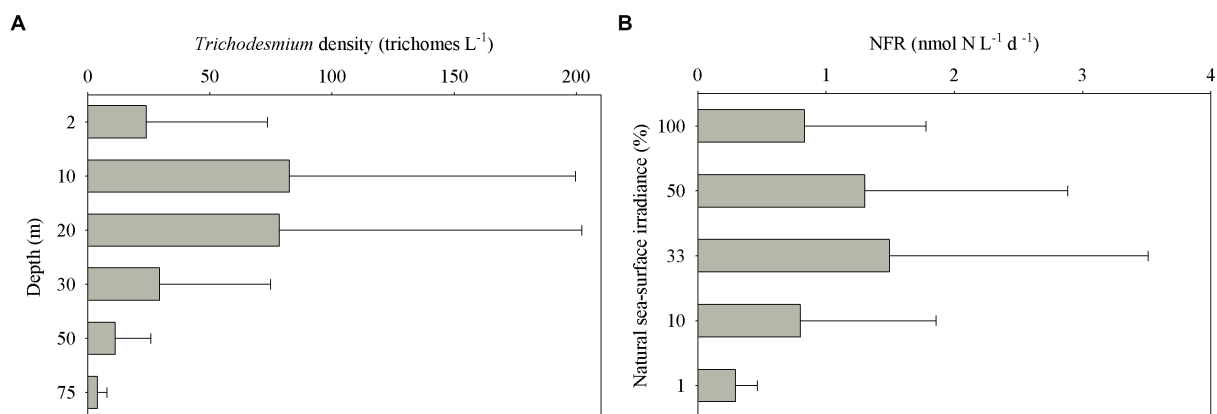 A
Trichodesmium density (trichomes L⁻¹)
0 50 100 150 200
Depth (m)
2
10
20
30
50
75
B
NFR (nmol N L⁻¹ d ⁻¹)
0 1 2 3 4
Natural sea-surface irradiance (%)
100
50
33
10
1